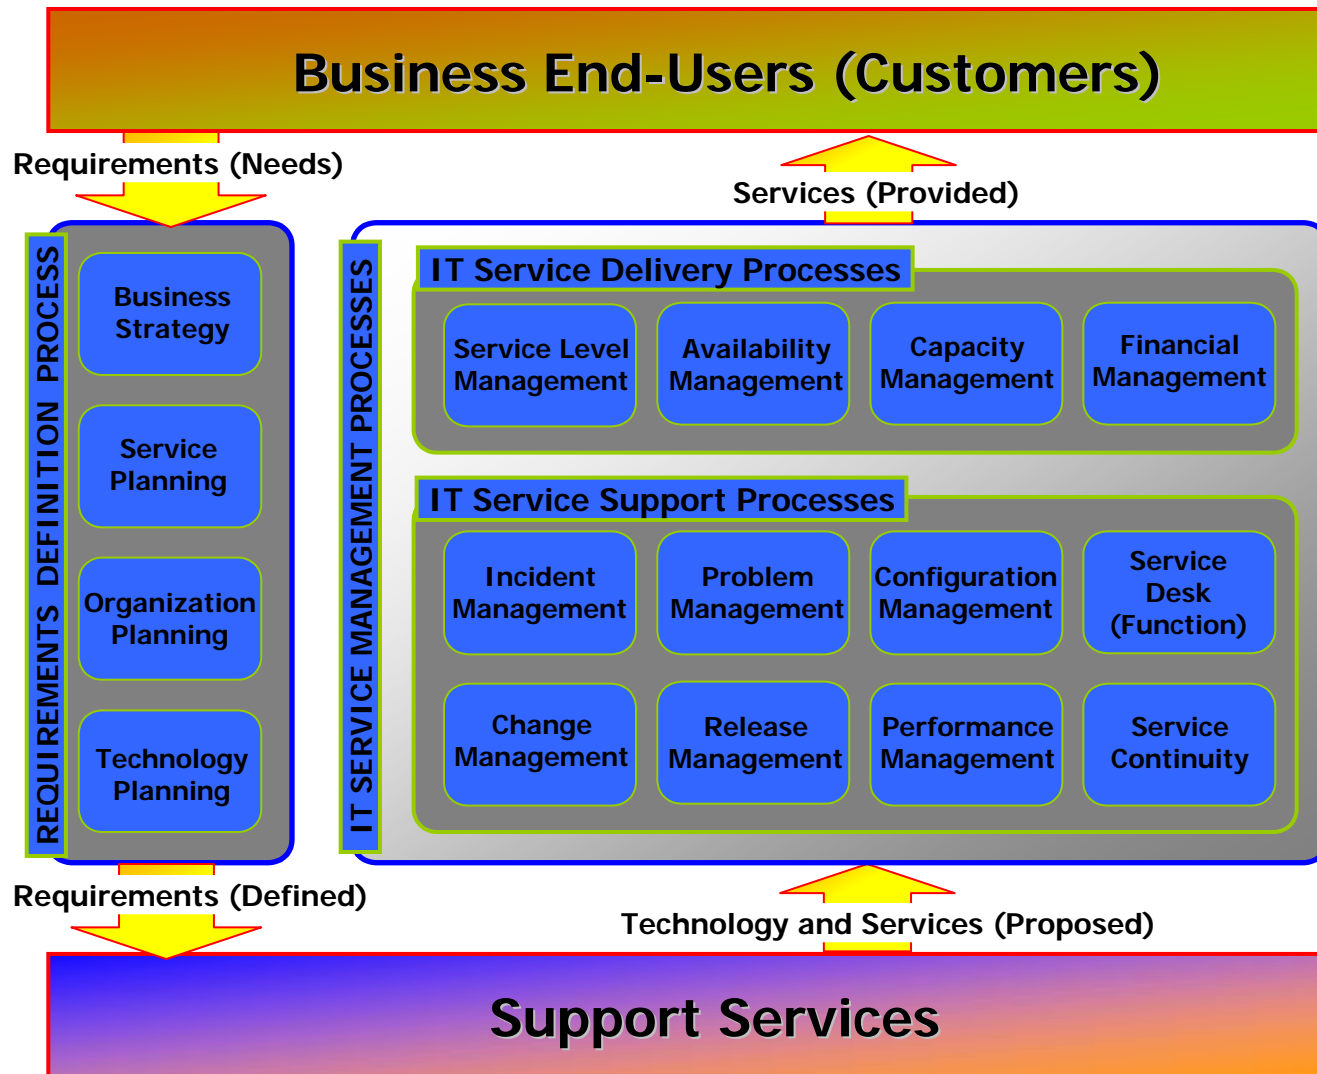 Business End-Users (Customers)
Requirements (Needs)
Services (Provided)
REQUIREMENTS DEFINITION PROCESS
Business
Strategy
Service
Planning
Organization
Planning
Technology
Planning
IT SERVICE MANAGEMENT PROCESSES
IT Service Delivery Processes
Service Level
Management
Availability
Management
Capacity
Management
Financial
Management
IT Service Support Processes
Incident
Management
Problem
Management
Configuration
Management
Service
Desk
(Function)
Change
Management
Release
Management
Performance
Management
Service
Continuity
Requirements (Defined)
Technology and Services (Proposed)
Support Services